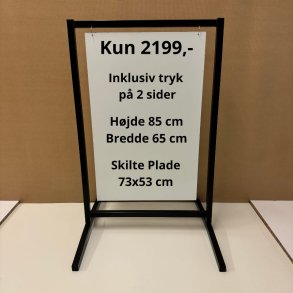 Kun 2199,-
Inklusiv tryk
på 2 sider
Højde 85 cm
Bredde 65 cm
Skilte Plade
73x53 cm